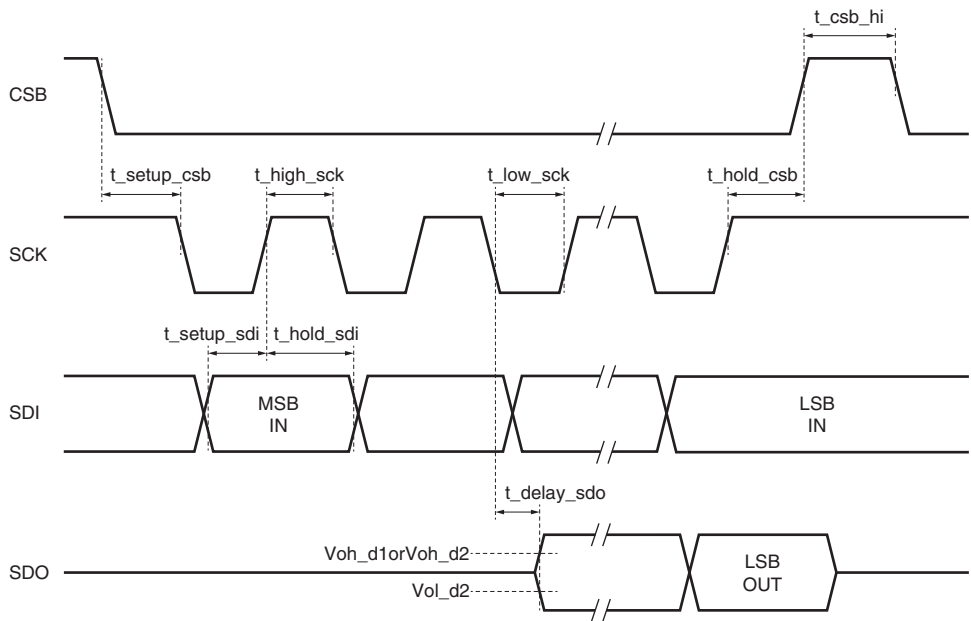 t_csb_hi
CSB
t_setup_csb
t_high_sck
t_low_sck
t_hold_csb
SCK
t_setup_sdi
t_hold_sdi
SDI
MSB
IN
LSB
IN
t_delay_sdo
Voh_d1orVoh_d2
SDO
Vol_d2
LSB
OUT